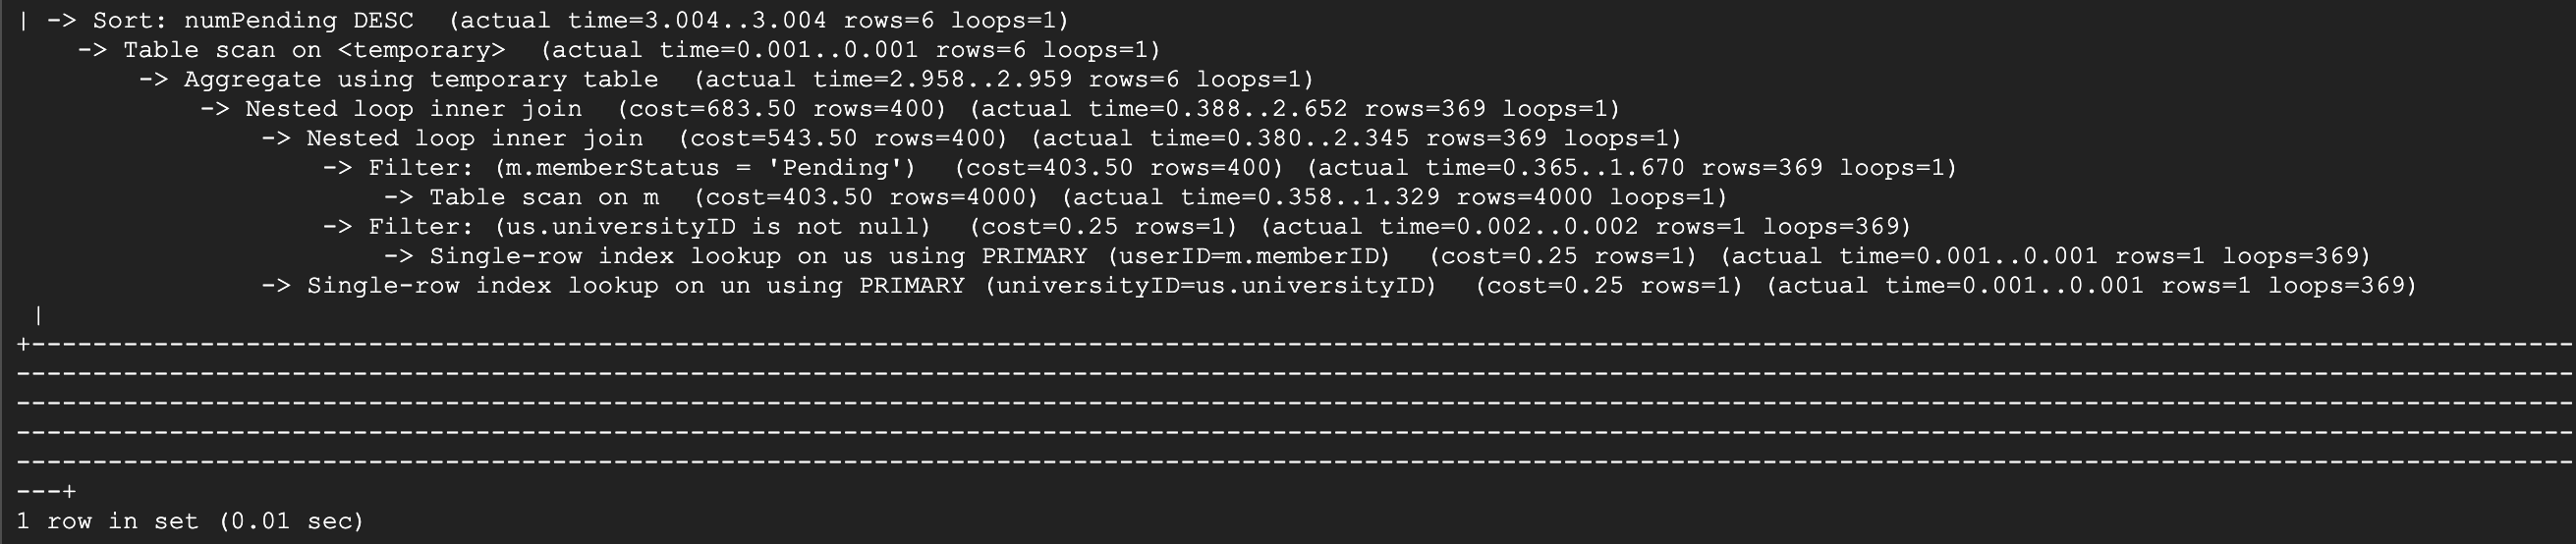 | -> Sort: numPending DESC  (actual time=3.004..3.004 rows=6 loops=1)
    -> Table scan on <temporary>  (actual time=0.001..0.001 rows=6 loops=1)
        -> Aggregate using temporary table  (actual time=2.958..2.959 rows=6 loops=1)
            -> Nested loop inner join  (cost=683.50 rows=400) (actual time=0.388..2.652 rows=369 loops=1)
                -> Nested loop inner join  (cost=543.50 rows=400) (actual time=0.380..2.345 rows=369 loops=1)
                    -> Filter: (m.memberStatus = 'Pending')  (cost=403.50 rows=400) (actual time=0.365..1.670 rows=369 loops=1)
                        -> Table scan on m  (cost=403.50 rows=4000) (actual time=0.358..1.329 rows=4000 loops=1)
                    -> Filter: (us.universityID is not null)  (cost=0.25 rows=1) (actual time=0.002..0.002 rows=1 loops=369)
                        -> Single-row index lookup on us using PRIMARY (userID=m.memberID)  (cost=0.25 rows=1) (actual time=0.001..0.001 rows=1 loops=369)
                -> Single-row index lookup on un using PRIMARY (universityID=us.universityID)  (cost=0.25 rows=1) (actual time=0.001..0.001 rows=1 loops=369)
 |
+-----------------------------------------------------------------------------------------------------------------------------------------------------------------------
------------------------------------------------------------------------------------------------------------------------------------------------------------------------
------------------------------------------------------------------------------------------------------------------------------------------------------------------------
------------------------------------------------------------------------------------------------------------------------------------------------------------------------
------------------------------------------------------------------------------------------------------------------------------------------------------------------------
---+
1 row in set (0.01 sec)